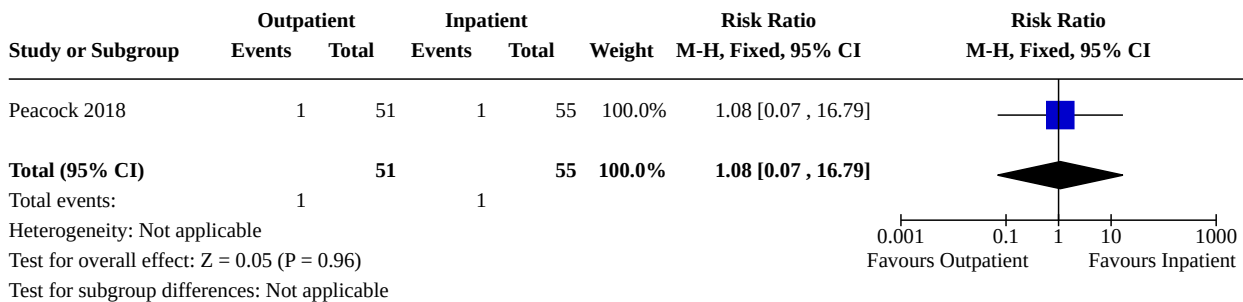 Outpatient Inpatient Risk Ratio Risk Ratio
Study or Subgroup Events Total Events Total Weight M-H, Fixed, 95% CI M-H, Fixed, 95% CI
Peacock 2018 1 51 1 55 100.0% 1.08 [0.07 , 16.79]
Total (95% CI) 51 55 100.0% 1.08 [0.07 , 16.79]
Total events: 1 1
Heterogeneity: Not applicable
0.001 0.1 1 10 1000
Test for overall effect: Z = 0.05 (P = 0.96)
Favours Outpatient Favours Inpatient
Test for subgroup differences: Not applicable